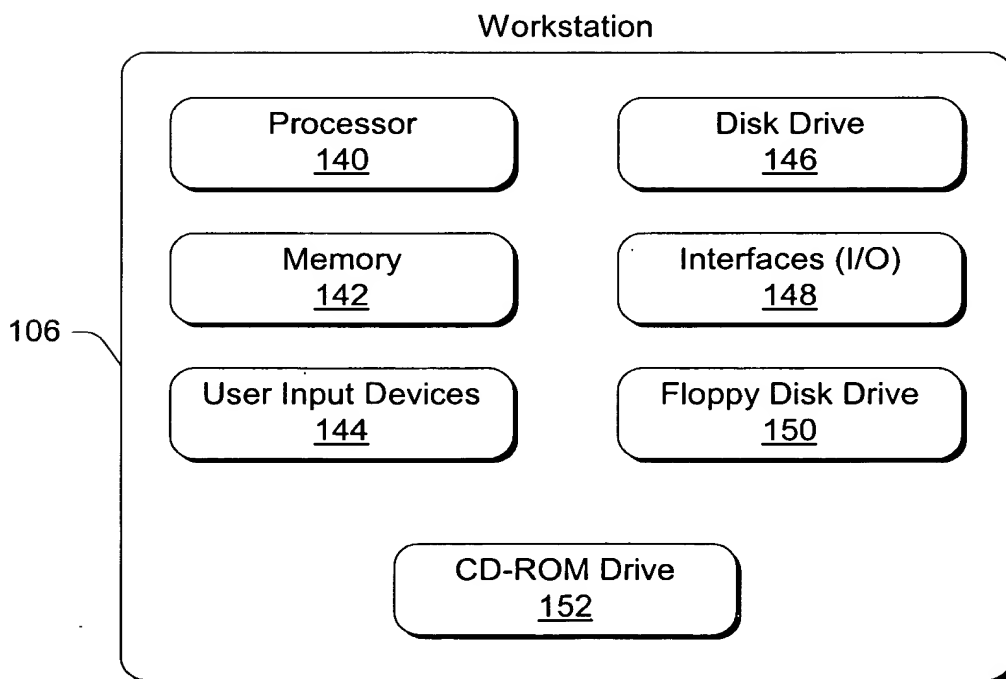 Workstation
Processor
140
Disk Drive
146
Memory
142
Interfaces (I/O)
148
106
User Input Devices
144
Floppy Disk Drive
150
CD-ROM Drive
152